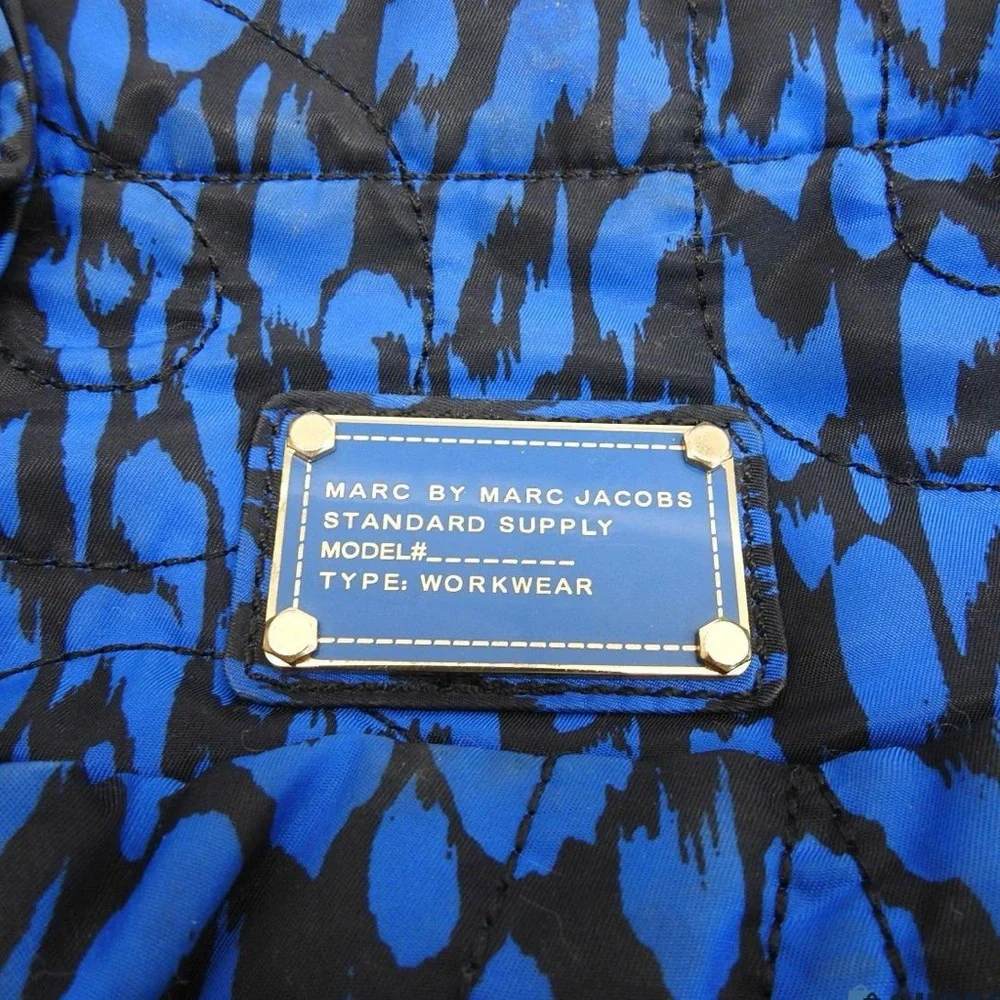 MARC BY MARC JACOBS
STANDARD SUPPLY
MODEL#_________
TYPE: WORKWEAR